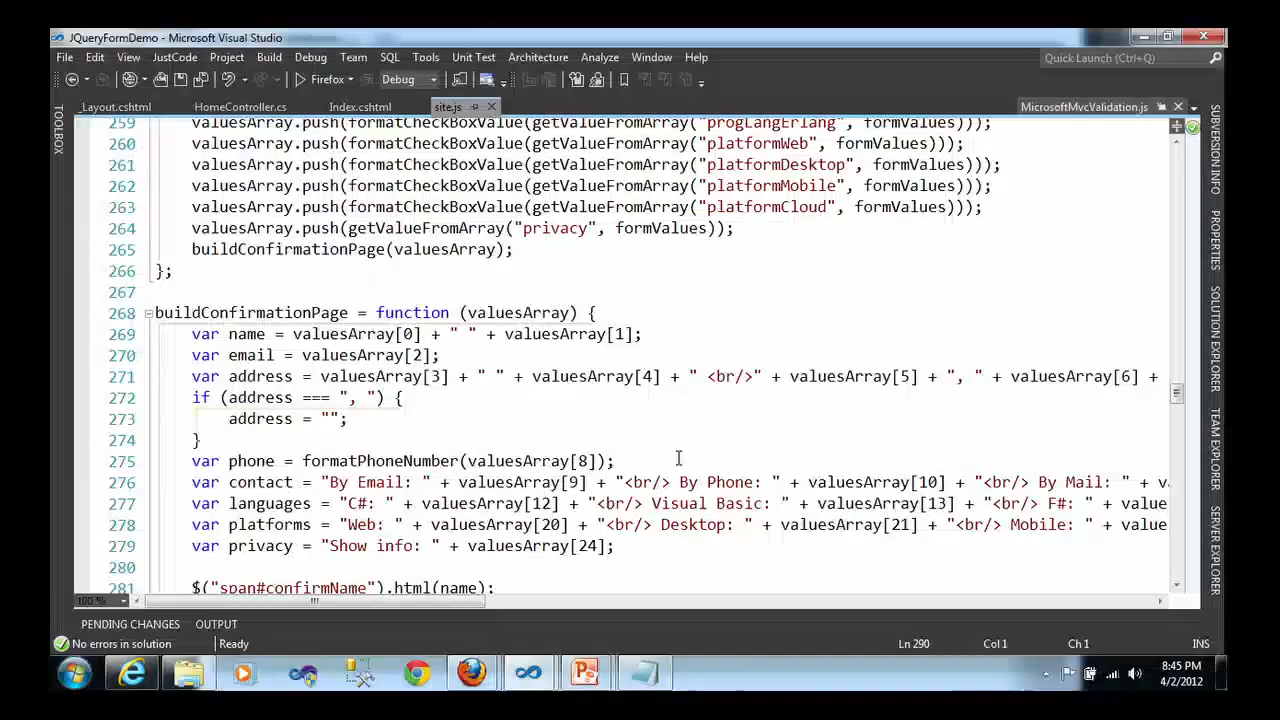 JQueryFormDemo - Microsoft Visual Studio
File Edit View JustCode Project Build Debug Team SQL Tools Unit Test Architecture Analyze Window Help
Quick Launch (Ctrl+Q)
Firefox Debug
_Layout.cshtml HomeController.cs Index.cshtml site.js MicrosoftMvcValidation.js
TOOLBOX
259 valuesArray.push(formatCheckBoxValue(getValueFromArray("progLangErlang", formValues)));
260 valuesArray.push(formatCheckBoxValue(getValueFromArray("platformWeb", formValues)));
261 valuesArray.push(formatCheckBoxValue(getValueFromArray("platformDesktop", formValues)));
262 valuesArray.push(formatCheckBoxValue(getValueFromArray("platformMobile", formValues)));
263 valuesArray.push(formatCheckBoxValue(getValueFromArray("platformCloud", formValues)));
264 valuesArray.push(getValueFromArray("privacy", formValues));
265 buildConfirmationPage(valuesArray);
266 };
267
268 buildConfirmationPage = function (valuesArray) {
269 var name = valuesArray[0] + " " + valuesArray[1];
270 var email = valuesArray[2];
271 var address = valuesArray[3] + " " + valuesArray[4] + " <br/>" + valuesArray[5] + ", " + valuesArray[6] +
272 if (address === ", ") {
273 address = "";
274 }
275 var phone = formatPhoneNumber(valuesArray[8]);
276 var contact = "By Email: " + valuesArray[9] + "<br/> By Phone: " + valuesArray[10] + "<br/> By Mail: " + v
277 var languages = "C#: " + valuesArray[12] + "<br/> Visual Basic: " + valuesArray[13] + "<br/> F#: " + valu
278 var platforms = "Web: " + valuesArray[20] + "<br/> Desktop: " + valuesArray[21] + "<br/> Mobile: " + value
279 var privacy = "Show info: " + valuesArray[24];
280
281 $("span#confirmName").html(name);
SUBVERSION INFO
PROPERTIES
SOLUTION EXPLORER
TEAM EXPLORER
SERVER EXPLORER
100 %
PENDING CHANGES OUTPUT
No errors in solution Ready Ln 290 Col 1 Ch 1 INS
8:45 PM
4/2/2012